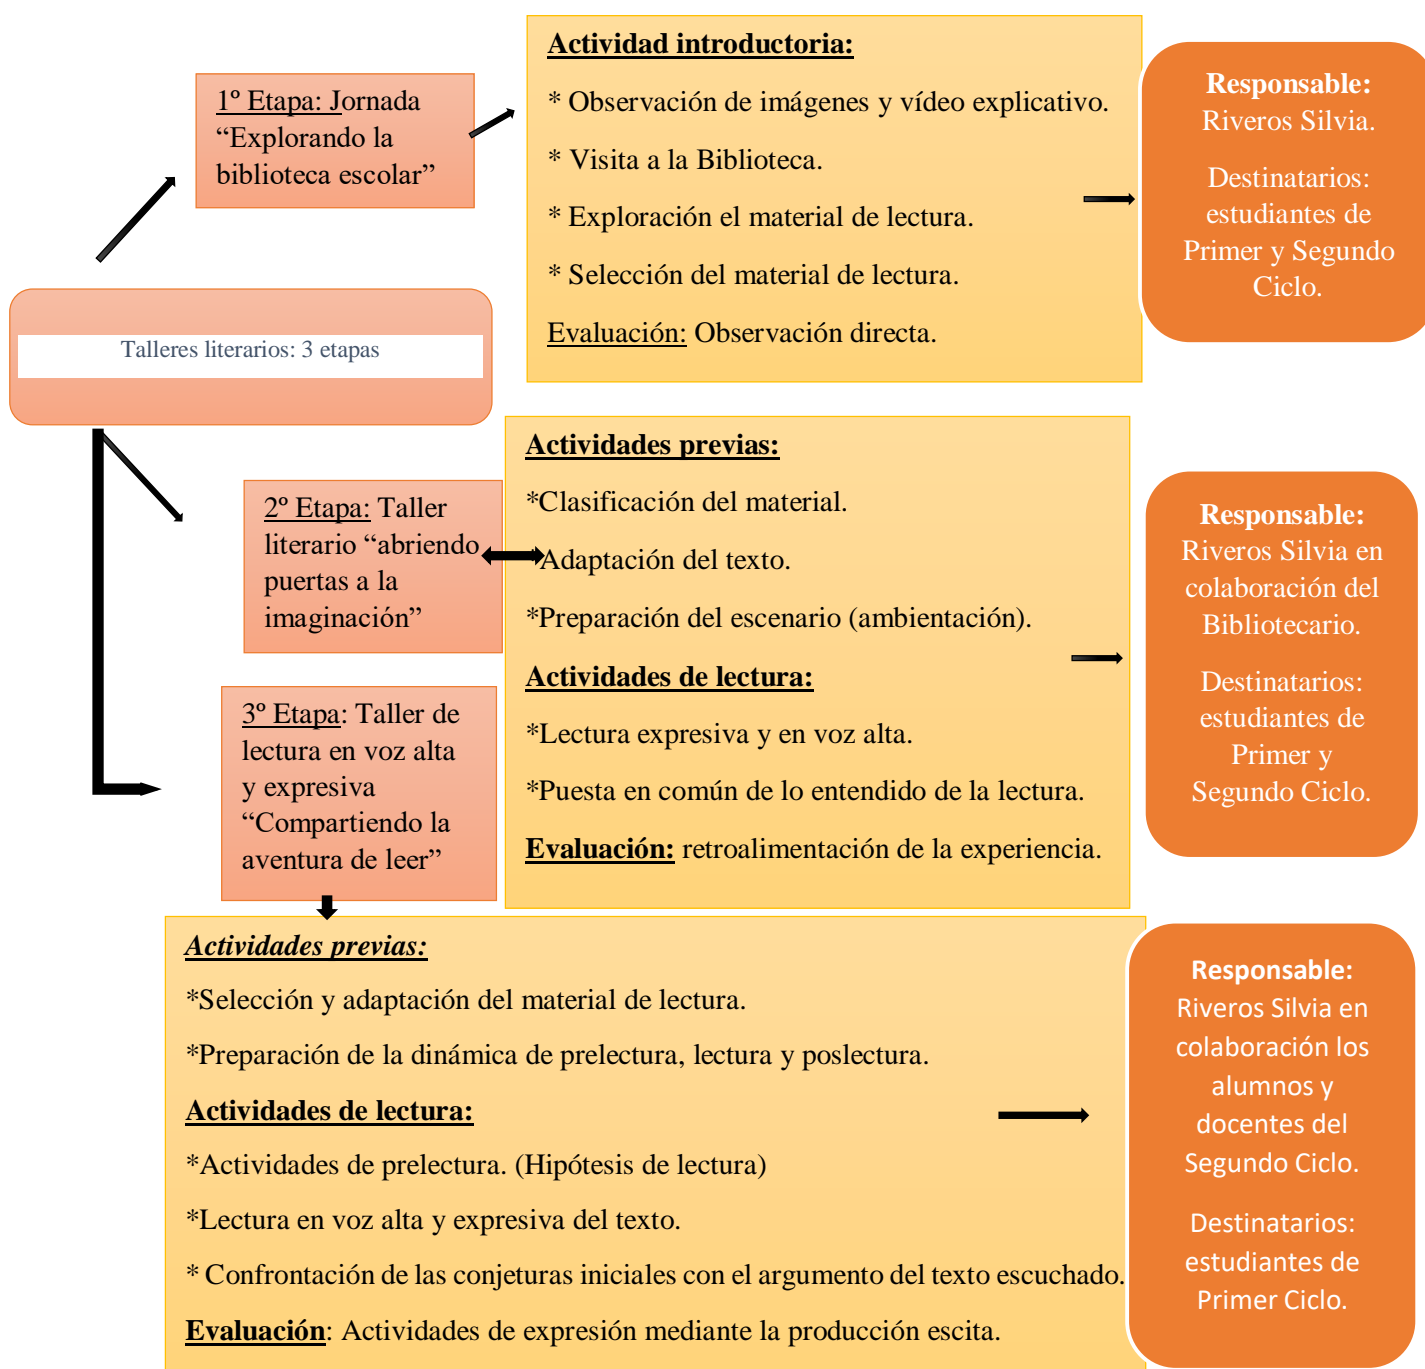 Actividad introductoria:
* Observación de imágenes y vídeo explicativo.
* Visita a la Biblioteca.
* Exploración el material de lectura.
* Selección del material de lectura.
Evaluación: Observación directa.
Responsable:
Riveros Silvia.
Destinatarios:
estudiantes de
Primer y Segundo
Ciclo.
1º Etapa: Jornada
“Explorando la
biblioteca escolar”
Talleres literarios: 3 etapas
2º Etapa: Taller
literario “abriendo
puertas a la
imaginación”
Actividades previas:
*Clasificación del material.
*Adaptación del texto.
*Preparación del escenario (ambientación).
Actividades de lectura:
*Lectura expresiva y en voz alta.
*Puesta en común de lo entendido de la lectura.
Evaluación: retroalimentación de la experiencia.
Responsable:
Riveros Silvia en
colaboración del
Bibliotecario.
Destinatarios:
estudiantes de
Primer y
Segundo Ciclo.
3º Etapa: Taller de
lectura en voz alta
y expresiva
“Compartiendo la
aventura de leer”
Actividades previas:
*Selección y adaptación del material de lectura.
*Preparación de la dinámica de prelectura, lectura y poslectura.
Actividades de lectura:
*Actividades de prelectura. (Hipótesis de lectura)
*Lectura en voz alta y expresiva del texto.
* Confrontación de las conjeturas iniciales con el argumento del texto escuchado.
Evaluación: Actividades de expresión mediante la producción escita.
Responsable:
Riveros Silvia en
colaboración los
alumnos y
docentes del
Segundo Ciclo.
Destinatarios:
estudiantes de
Primer Ciclo.